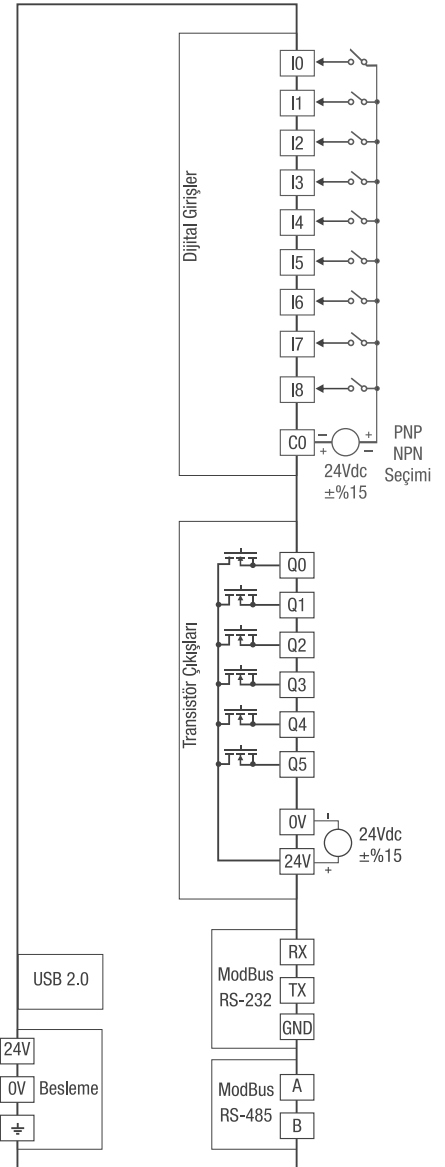 Dijital Girişler
I0
I1
I2
I3
I4
I5
I6
I7
I8
C0
− +
+ −
24Vdc
±%15
PNP
NPN
Seçimi
Transistör Çıkışları
Q0
Q1
Q2
Q3
Q4
Q5
0V
24V
−
+
24Vdc
±%15
USB 2.0
24V
0V
Besleme
ModBus
RS-232
RX
TX
GND
ModBus
RS-485
A
B